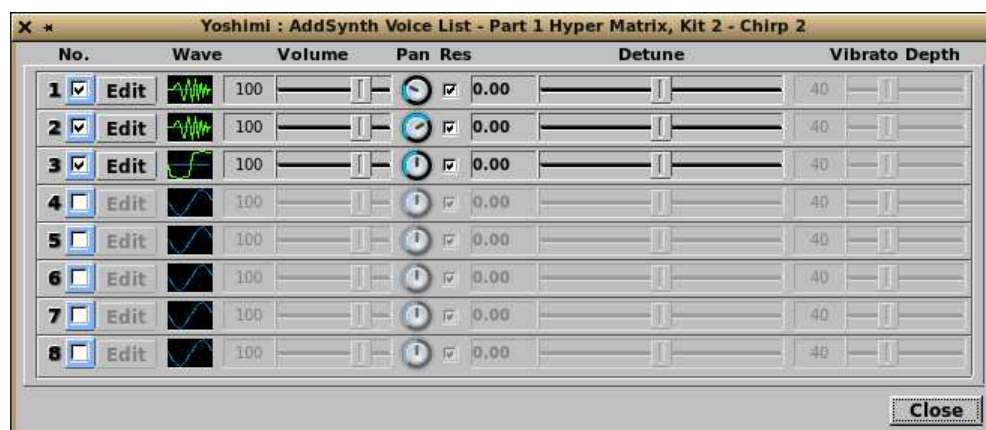 Yoshimi : AddSynth Voice List - Part 1 Hyper Matrix, Kit 2 - Chirp 2
No. Wave Volume Pan Res Detune Vibrato Depth
1 Edit 100 0.00 40
2 Edit 100 0.00 40
3 Edit 100 0.00 40
4 Edit 100 0.00 40
5 Edit 100 0.00 40
6 Edit 100 0.00 40
7 Edit 100 0.00 40
8 Edit 100 0.00 40
Close